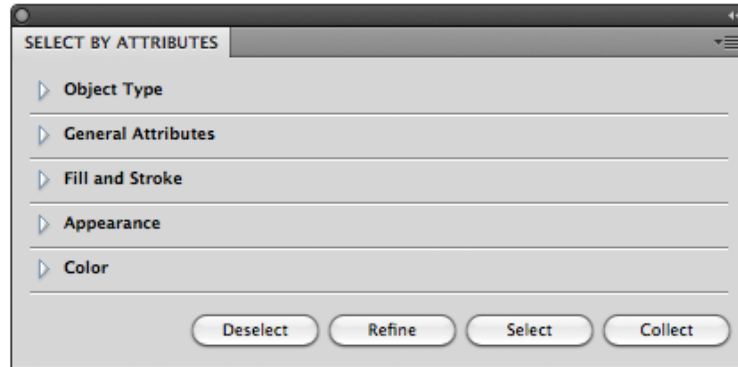 SELECT BY ATTRIBUTES
Object Type
General Attributes
Fill and Stroke
Appearance
Color
Deselect Refine Select Collect